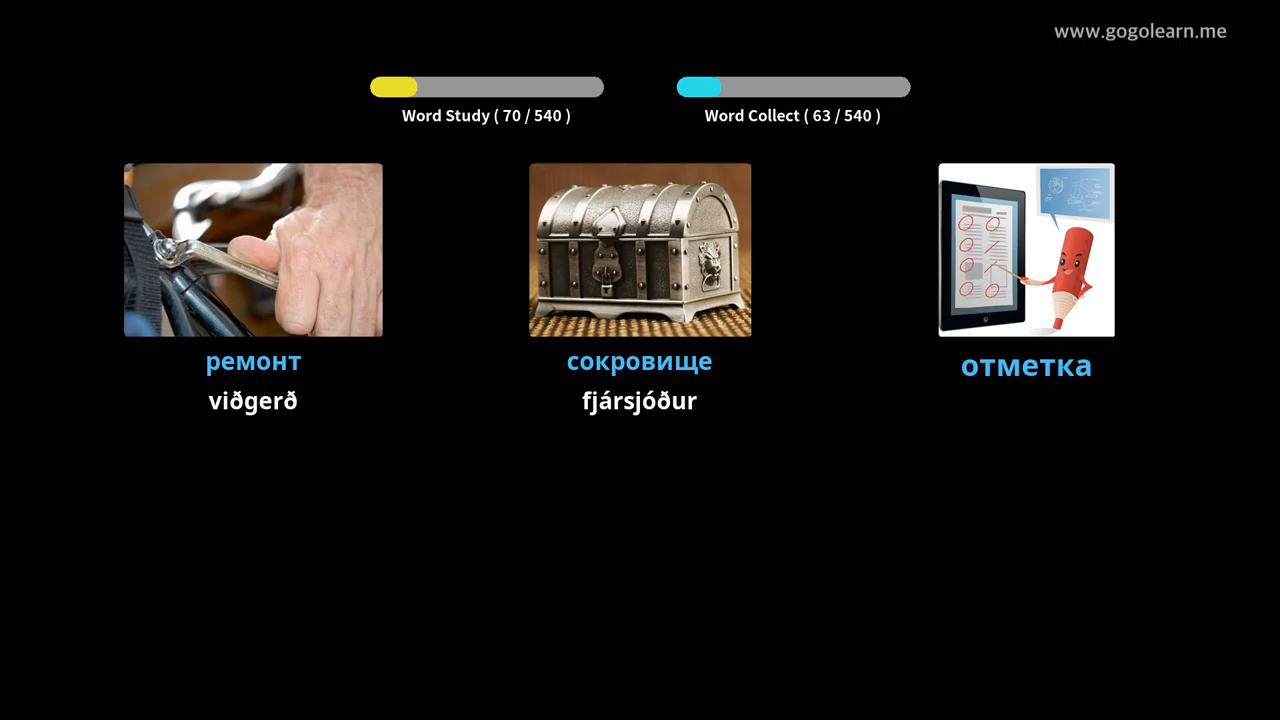 www.gogolearn.me
Word Study ( 70 / 540 )
Word Collect ( 63 / 540 )
ремонт
viðgerð
сокровище
fjársjóður
отметка